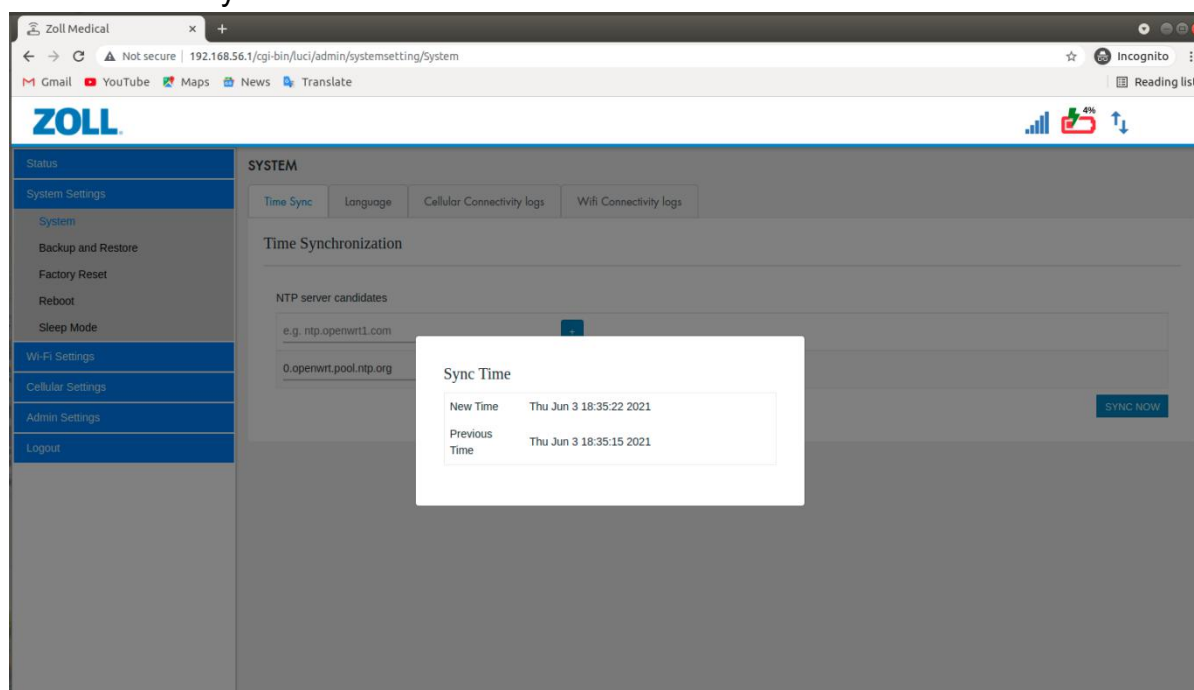 Zoll Medical
Not secure | 192.168.56.1/cgi-bin/luci/admin/systemsetting/System
Incognito
Gmail YouTube Maps News Translate
Reading list
ZOLL
4%
Status
SYSTEM
System Settings
Time Sync Language Cellular Connectivity logs Wifi Connectivity logs
System
Backup and Restore
Time Synchronization
Factory Reset
Reboot
NTP server candidates
Sleep Mode
e.g. ntp.openwrt1.com +
Wi-Fi Settings
0.openwrt.pool.ntp.org
Sync Time
Cellular Settings
New Time Thu Jun 3 18:35:22 2021
SYNC NOW
Admin Settings
Previous
Time
Thu Jun 3 18:35:15 2021
Logout